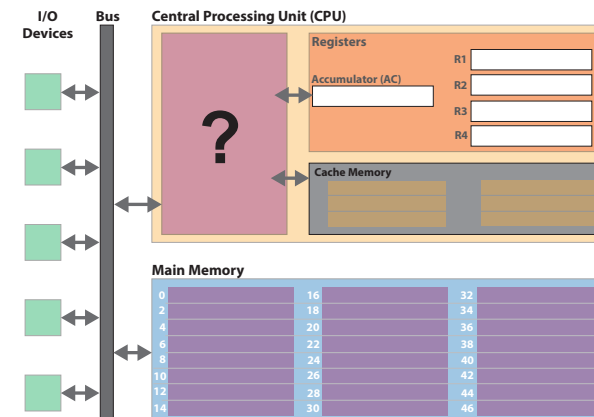 I/O
Devices
Bus
Central Processing Unit (CPU)
?
Registers
Accumulator (AC)
R1
R2
R3
R4
Cache Memory
Main Memory
0 16 32
2 18 34
4 20 36
6 22 38
8 24 40
10 26 42
12 28 44
14 30 46